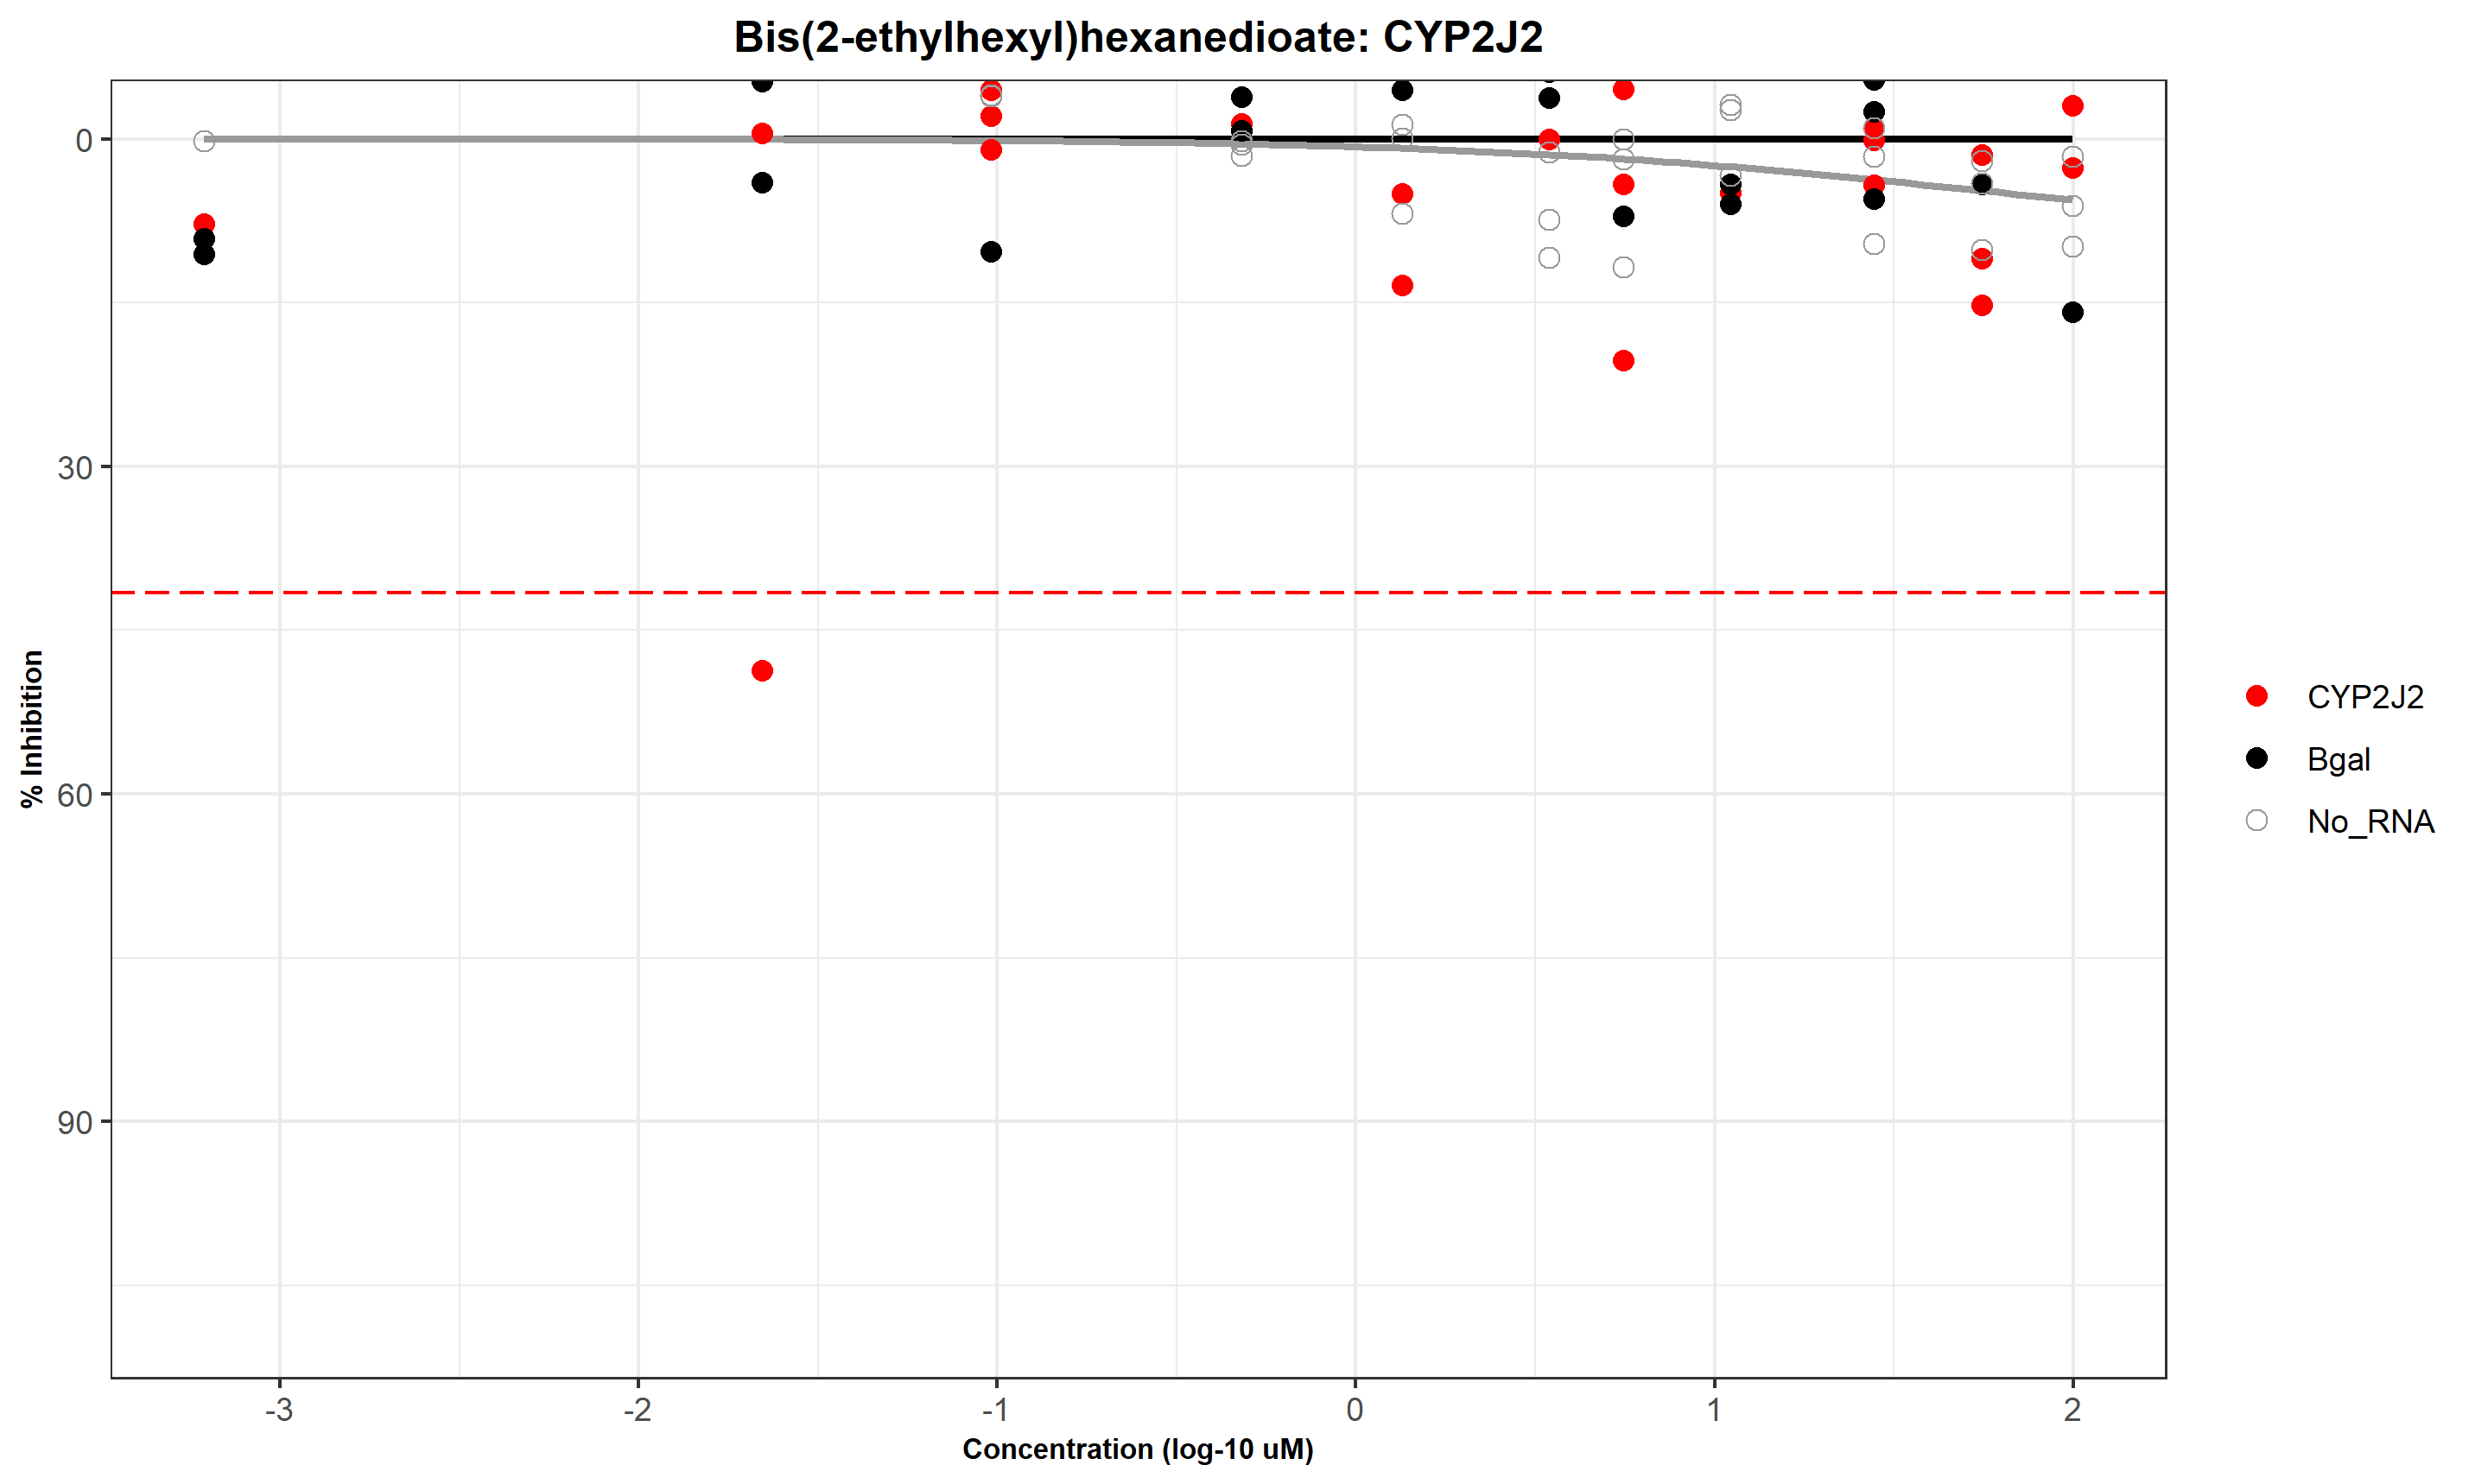 Bis(2-ethylhexyl)hexanedioate: CYP2J2
% Inhibition
0
30
60
90
-3
-2
-1
0
1
2
Concentration (log-10 uM)
CYP2J2
Bgal
No_RNA